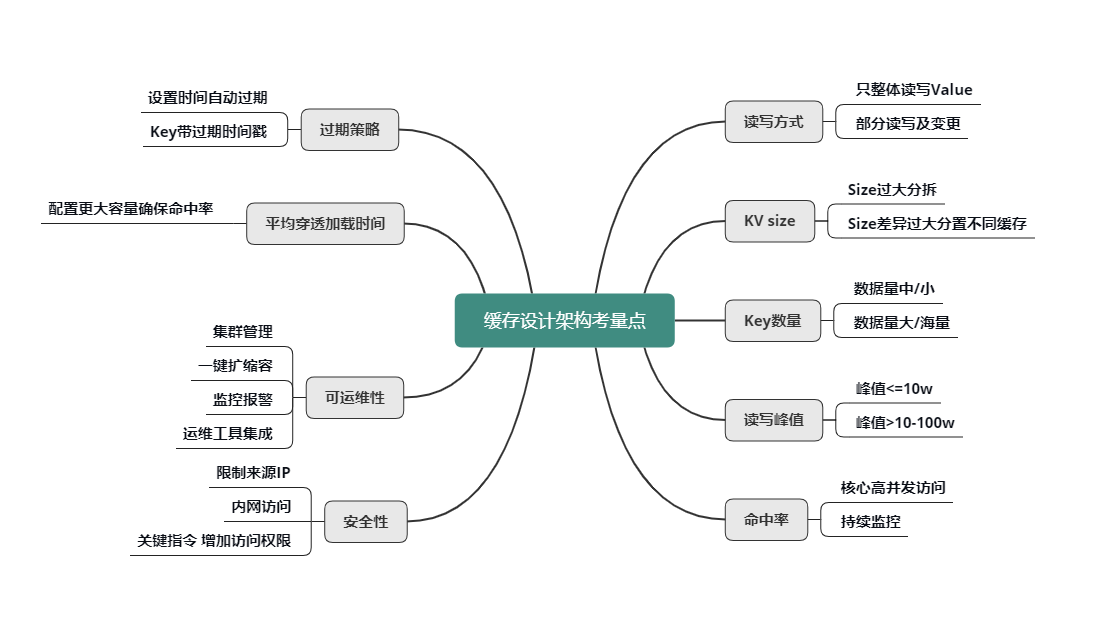 缓存设计架构考量点
读写方式
只整体读写Value
部分读写及变更
KV size
Size过大分拆
Size差异过大分置不同缓存
Key数量
数据量中/小
数据量大/海量
读写峰值
峰值<=10w
峰值>10-100w
命中率
核心高并发访问
持续监控
过期策略
设置时间自动过期
Key带过期时间戳
平均穿透加载时间
配置更大容量确保命中率
可运维性
集群管理
一键扩缩容
监控报警
运维工具集成
安全性
限制来源IP
内网访问
关键指令 增加访问权限